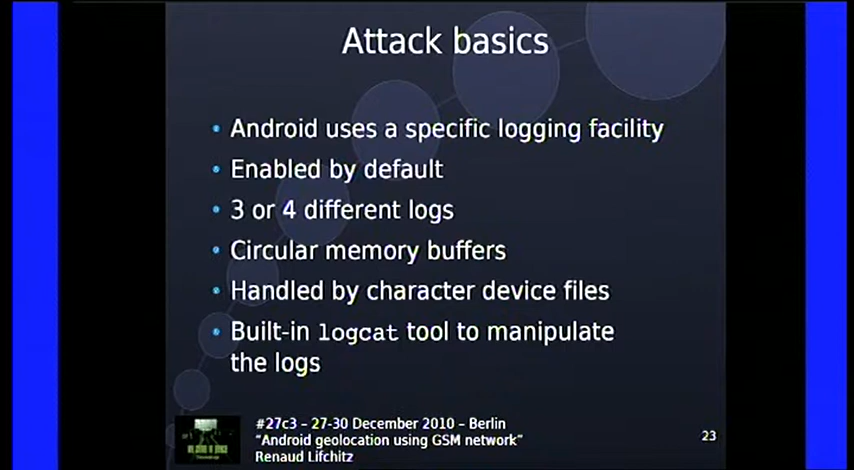 Attack basics
• Android uses a specific logging facility
• Enabled by default
• 3 or 4 different logs
• Circular memory buffers
• Handled by character device files
• Built-in logcat tool to manipulate
the logs
#27c3 – 27-30 December 2010 – Berlin
"Android geolocation using GSM network"
Renaud Lifchitz
23